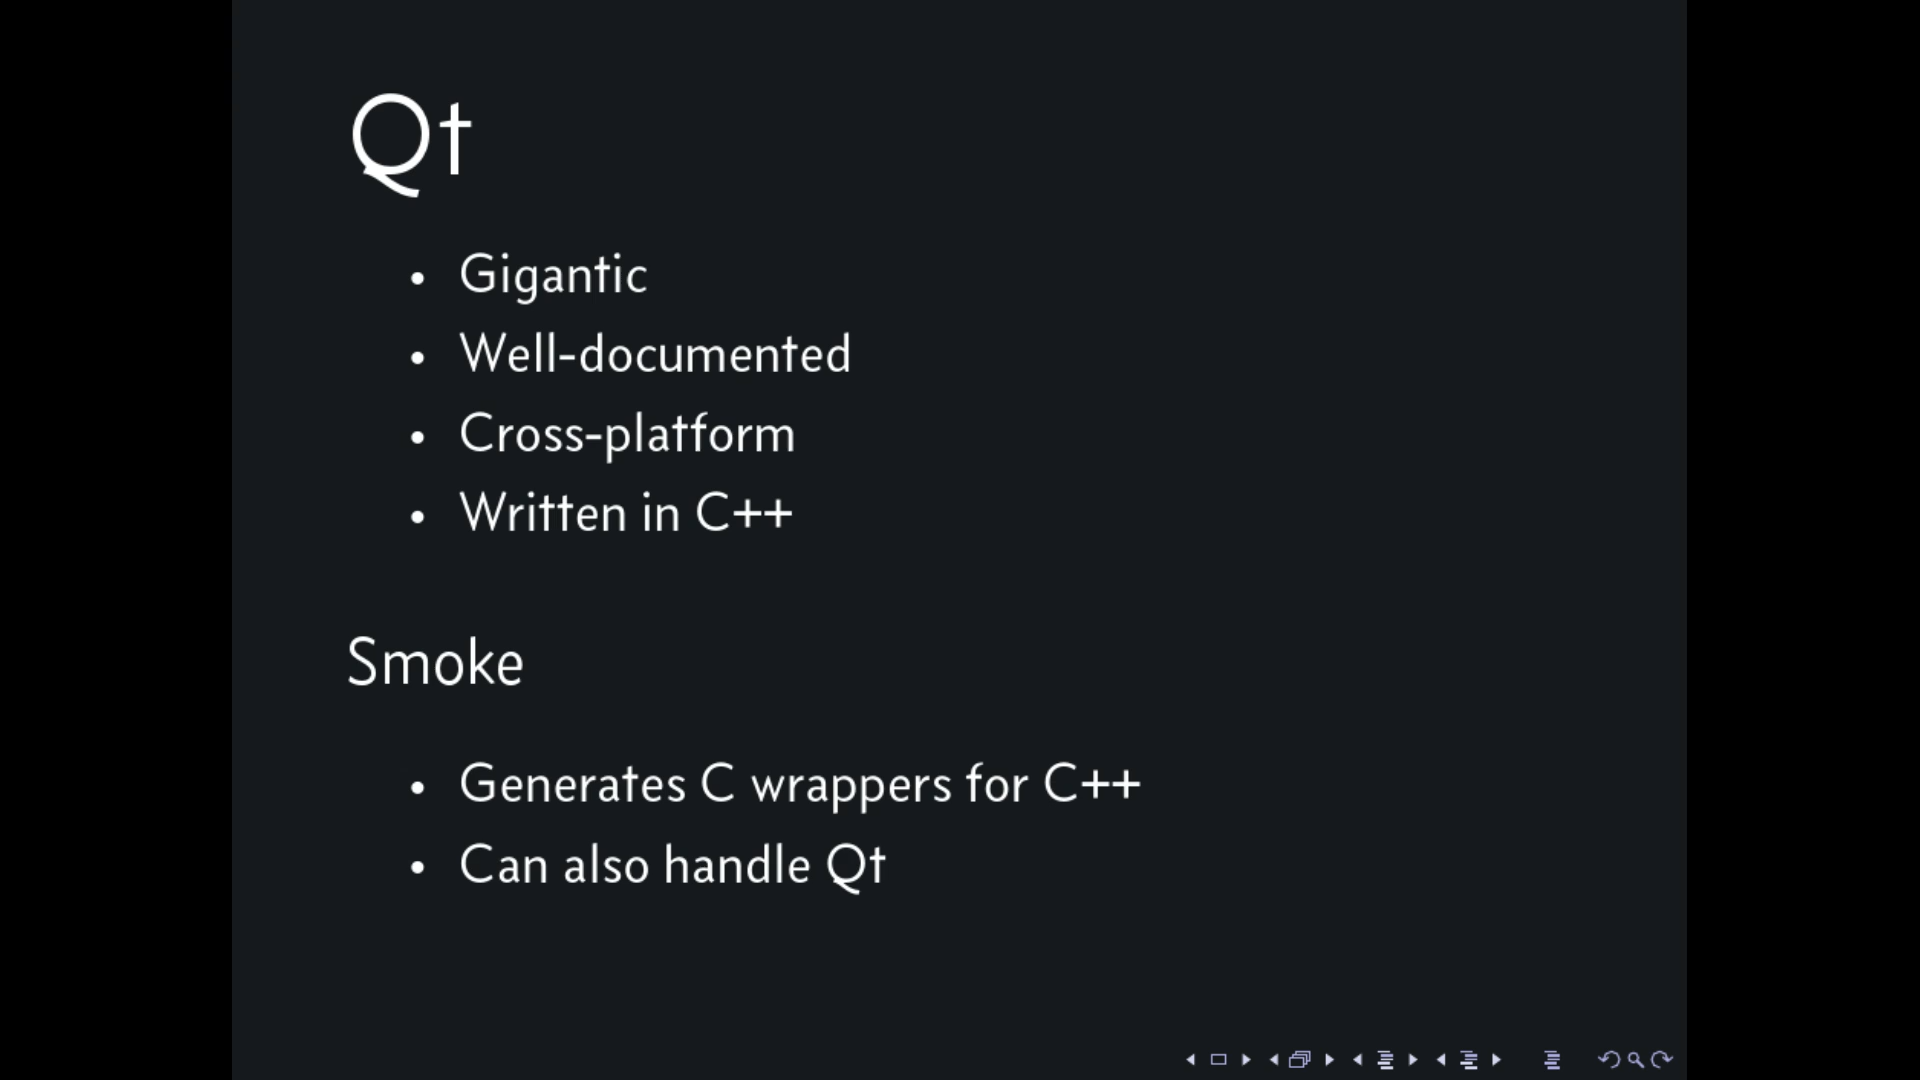 Qt
• Gigantic
• Well-documented
• Cross-platform
• Written in C++
Smoke
• Generates C wrappers for C++
• Can also handle Qt